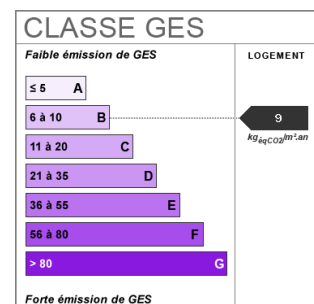 CLASSE GES
Faible émission de GES
LOGEMENT
≤ 5 A
6 à 10 B
9
kgéqCO2/m².an
11 à 20 C
21 à 35 D
36 à 55 E
56 à 80 F
> 80 G
Forte émission de GES